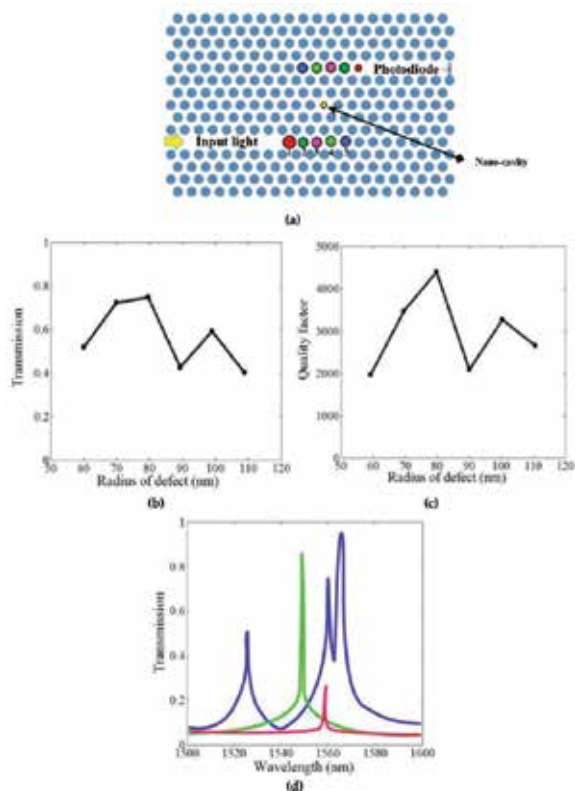 Photodiode
Input light
Nano-cavity
(a)
Transmission
1
0.8
0.6
0.4
0.2
0
50 60 70 80 90 100 110 120
Radius of defect (nm)
(b)
Quality factor
5000
4000
3000
2000
1000
0
50 60 70 80 90 100 110 120
Radius of defect (nm)
(c)
Transmission
1
0.8
0.6
0.4
0.2
0
1500 1520 1540 1560 1580 1600
Wavelength (nm)
(d)